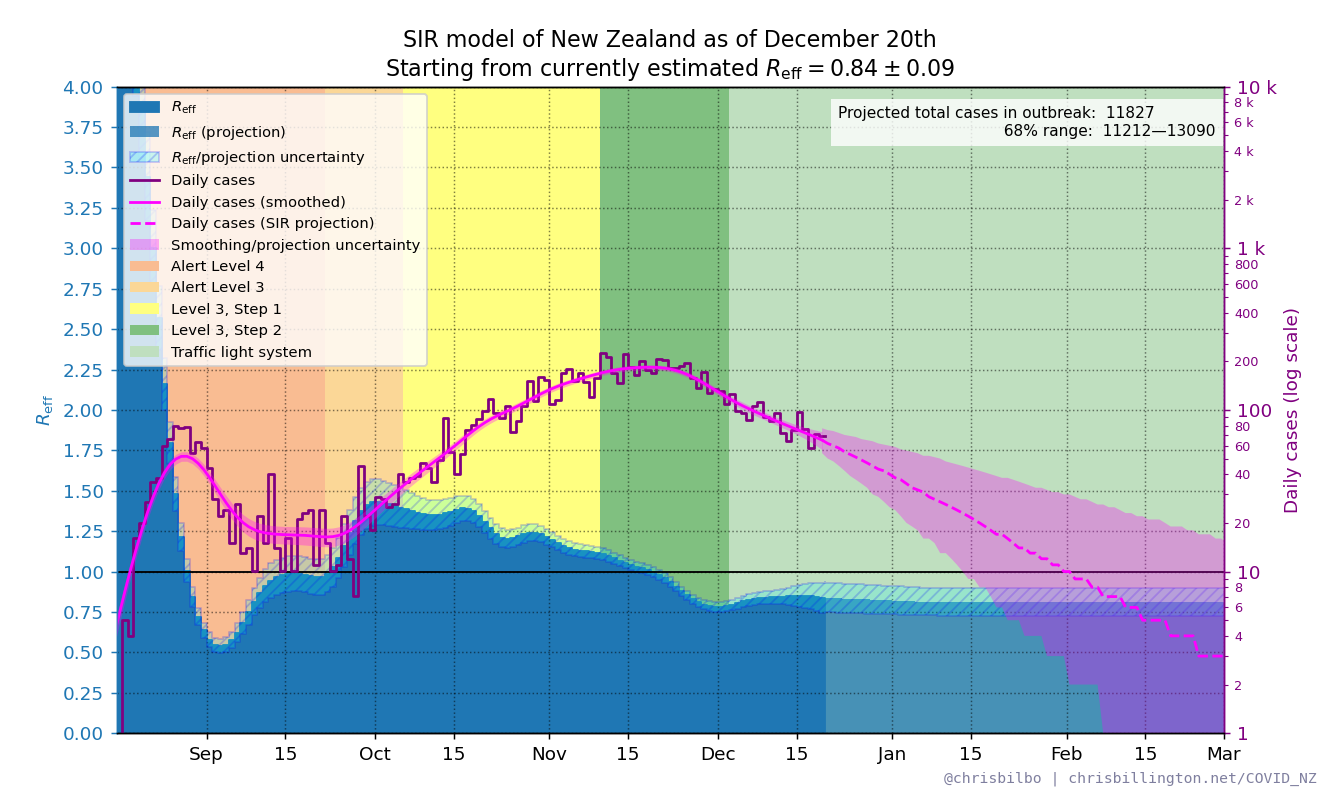 SIR model of New Zealand as of December 20th
Starting from currently estimated R_eff = 0.84 ± 0.09
Projected total cases in outbreak: 11827
68% range: 11212—13090
R_eff
R_eff (projection)
R_eff/projection uncertainty
Daily cases
Daily cases (smoothed)
Daily cases (SIR projection)
Smoothing/projection uncertainty
Alert Level 4
Alert Level 3
Level 3, Step 1
Level 3, Step 2
Traffic light system
R_eff
4.00
3.75
3.50
3.25
3.00
2.75
2.50
2.25
2.00
1.75
1.50
1.25
1.00
0.75
0.50
0.25
0.00
10 k
8 k
6 k
4 k
2 k
1 k
800
600
400
200
100
80
60
40
20
10
8
6
4
2
1
Daily cases (log scale)
Sep 15 Oct 15 Nov 15 Dec 15 Jan 15 Feb 15 Mar
@chrisbilbo | chrisbillington.net/COVID_NZ